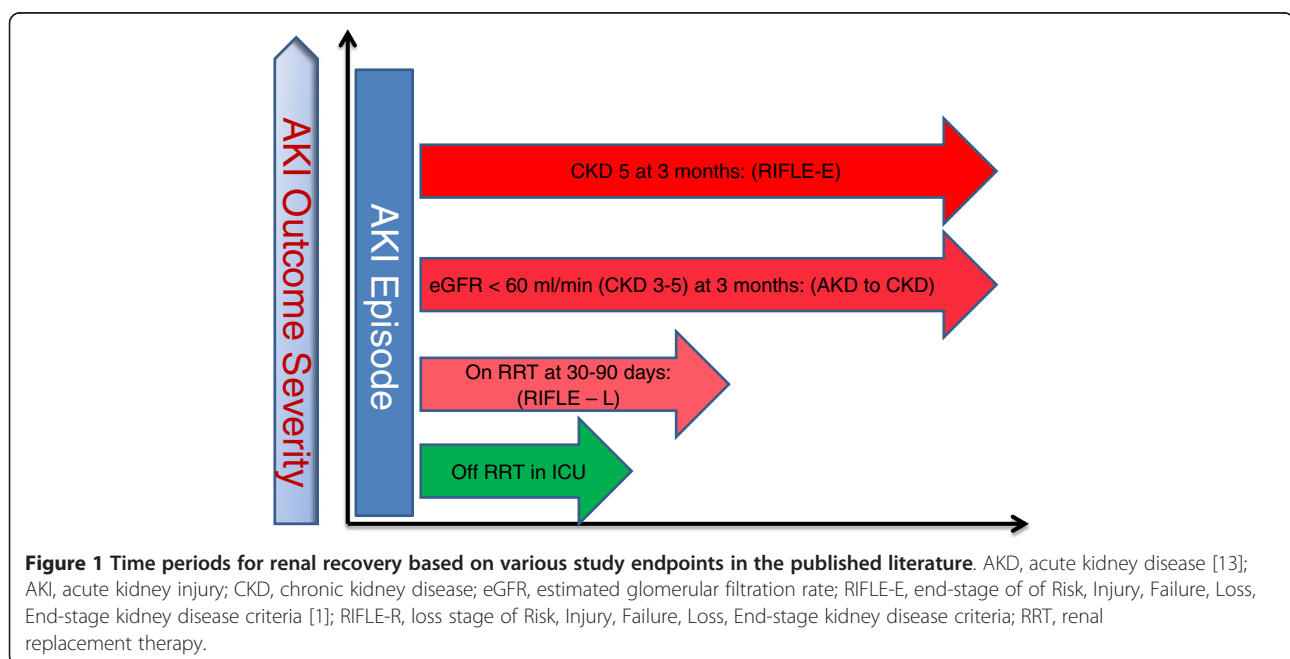 AKI Outcome Severity
AKI Episode
CKD 5 at 3 months: (RIFLE-E)
eGFR < 60 ml/min (CKD 3-5) at 3 months: (AKD to CKD)
On RRT at 30-90 days:
(RIFLE – L)
Off RRT in ICU
Figure 1 Time periods for renal recovery based on various study endpoints in the published literature. AKD, acute kidney disease [13];
AKI, acute kidney injury; CKD, chronic kidney disease; eGFR, estimated glomerular filtration rate; RIFLE-E, end-stage of of Risk, Injury, Failure, Loss,
End-stage kidney disease criteria [1]; RIFLE-R, loss stage of Risk, Injury, Failure, Loss, End-stage kidney disease criteria; RRT, renal
replacement therapy.